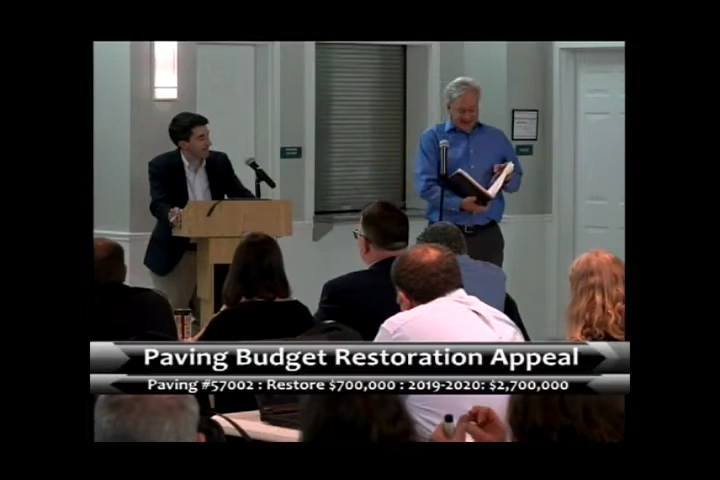 Paving Budget Restoration Appeal
Paving #57002 : Restore $700,000 : 2019-2020: $2,700,000